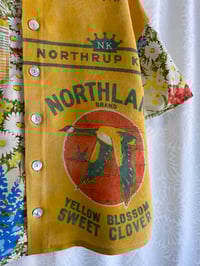 NK
NORTHRUP K
NORTHLA
BRAND
YELLOW BLOSSOM
SWEET CLOVER